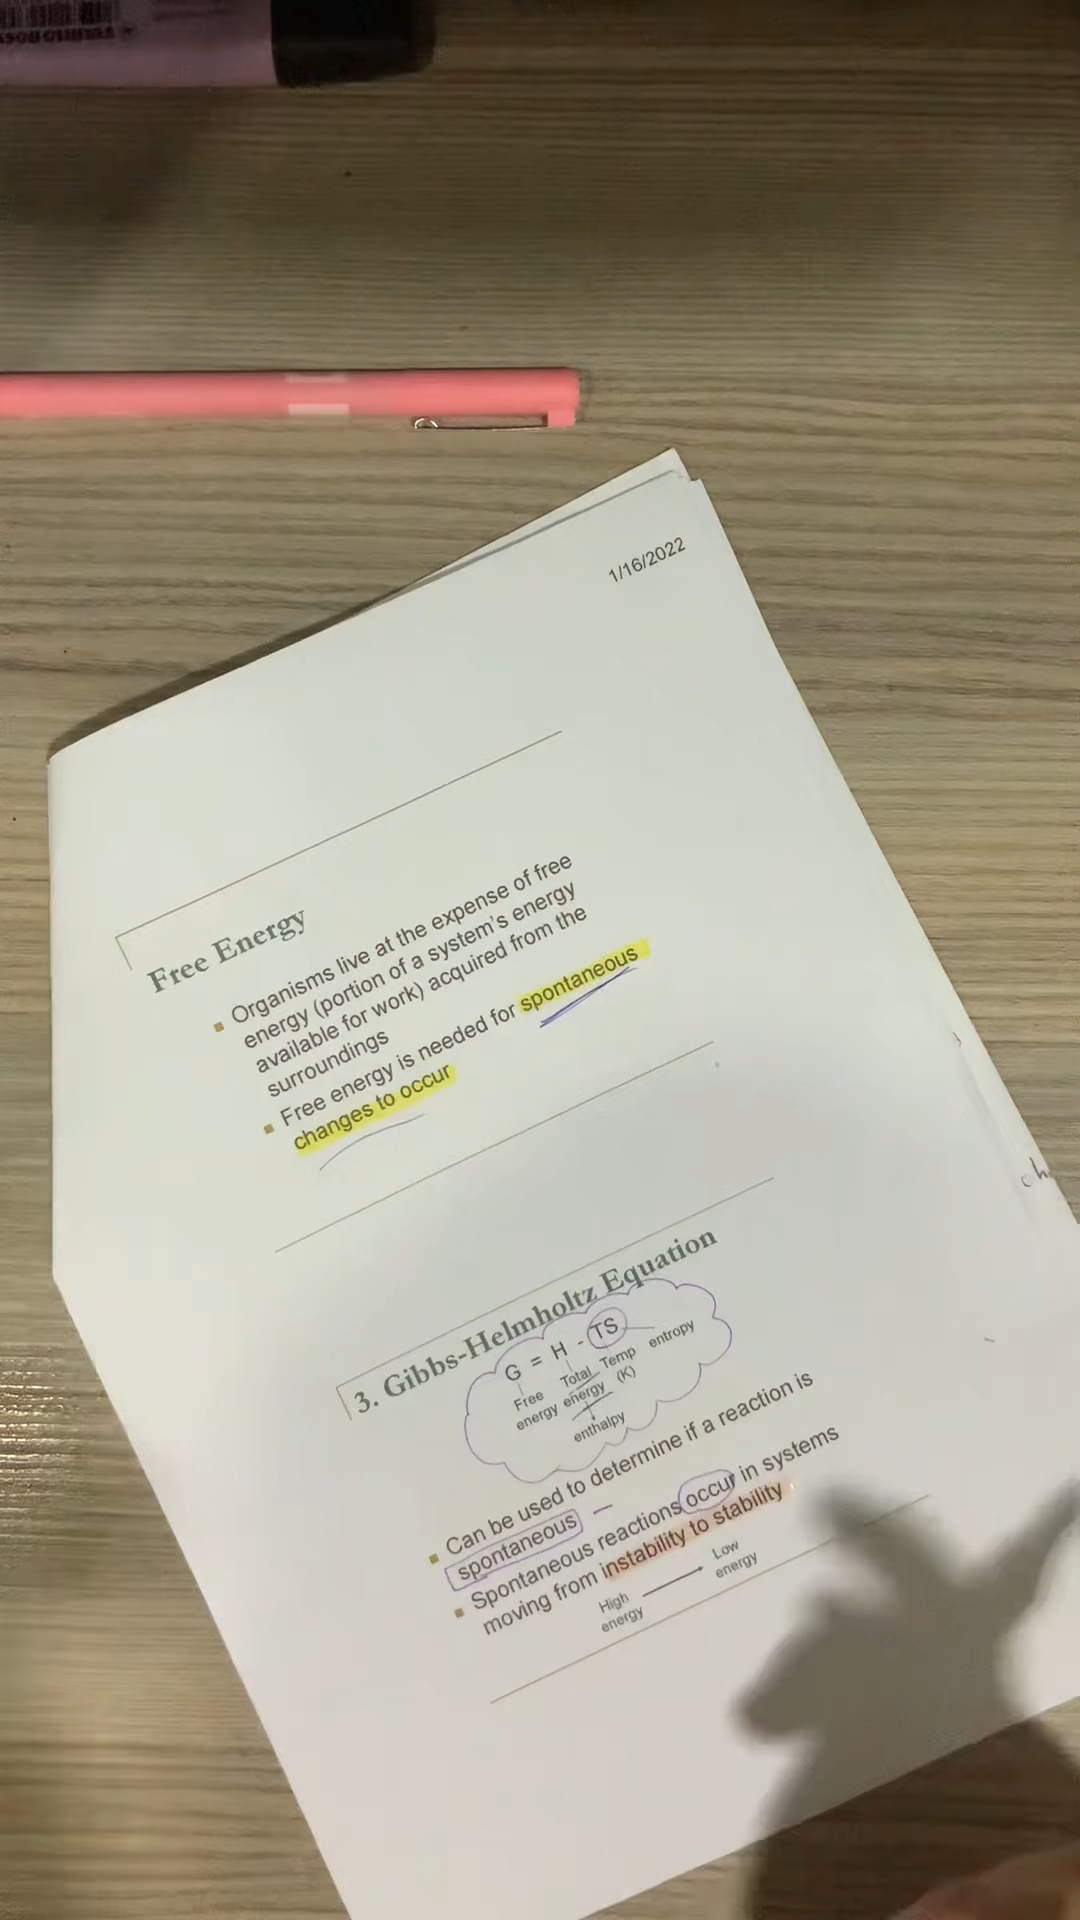 1/16/2022
Free Energy
▪ Organisms live at the expense of free
energy (portion of a system's energy
available for work) acquired from the
surroundings
▪ Free energy is needed for spontaneous
changes to occur
3. Gibbs-Helmholtz Equation
G = H - TS
Free Total Temp entropy
energy energy (K)
enthalpy
▪ Can be used to determine if a reaction is
spontaneous
▪ Spontaneous reactions occur in systems
moving from instability to stability
High Low
energy energy